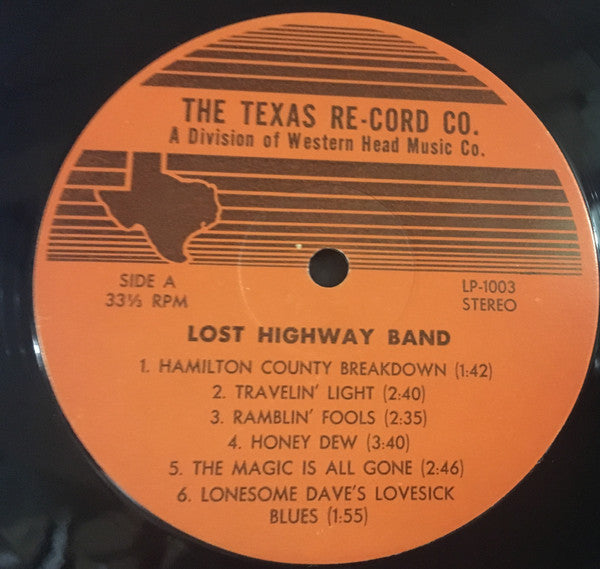 THE TEXAS RE-CORD CO.
A Division of Western Head Music Co.
SIDE A
33⅓ RPM
LP-1003
STEREO
LOST HIGHWAY BAND
1. HAMILTON COUNTY BREAKDOWN (1:42)
2. TRAVELIN' LIGHT (2:40)
3. RAMBLIN' FOOLS (2:35)
4. HONEY DEW (3:40)
5. THE MAGIC IS ALL GONE (2:46)
6. LONESOME DAVE'S LOVESICK
BLUES (1:55)